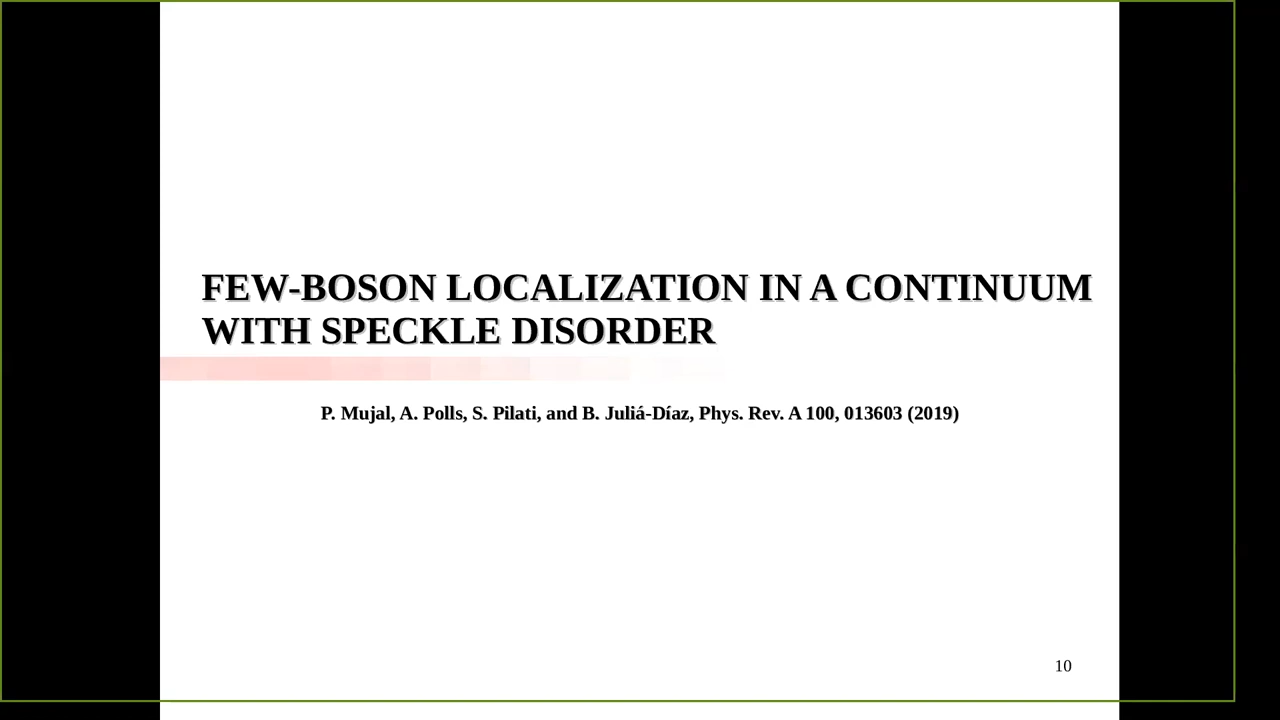 FEW-BOSON LOCALIZATION IN A CONTINUUM
WITH SPECKLE DISORDER
P. Mujal, A. Polls, S. Pilati, and B. Juliá-Díaz, Phys. Rev. A 100, 013603 (2019)
10